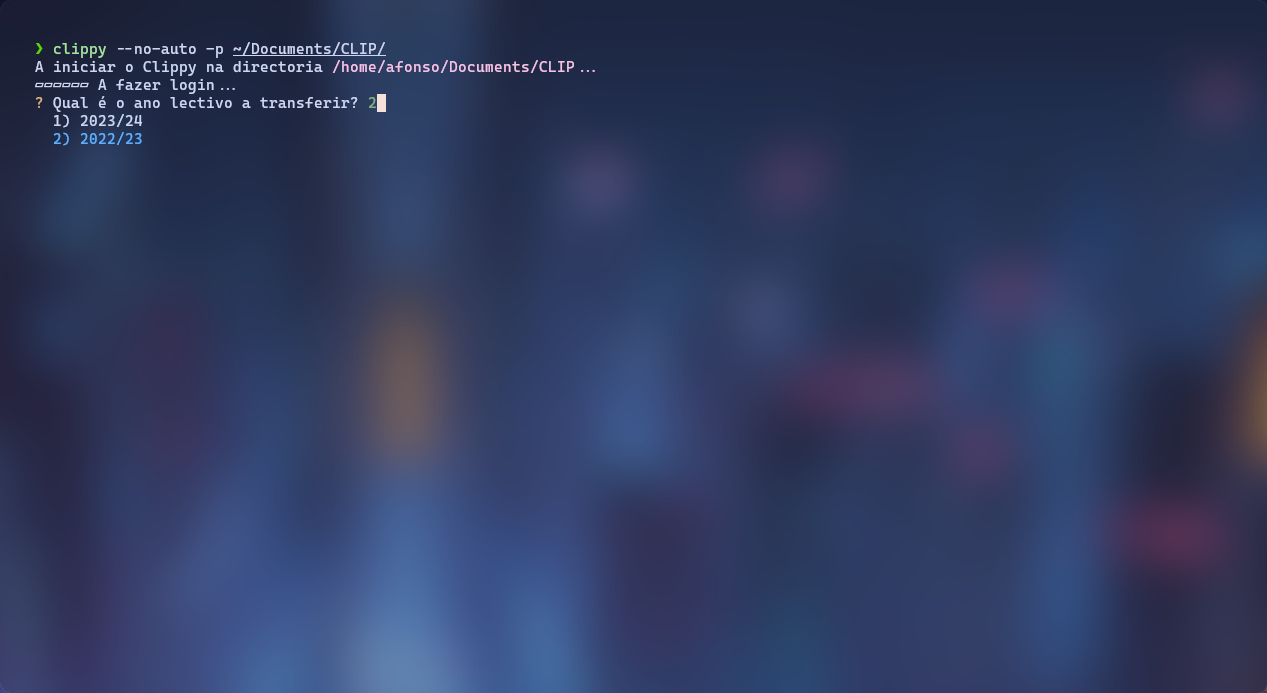 ❯ clippy --no-auto -p ~/Documents/CLIP/
A iniciar o Clippy na directoria /home/afonso/Documents/CLIP...
▱▱▱▱▱▱ A fazer login...
? Qual é o ano lectivo a transferir? 2
1) 2023/24
2) 2022/23